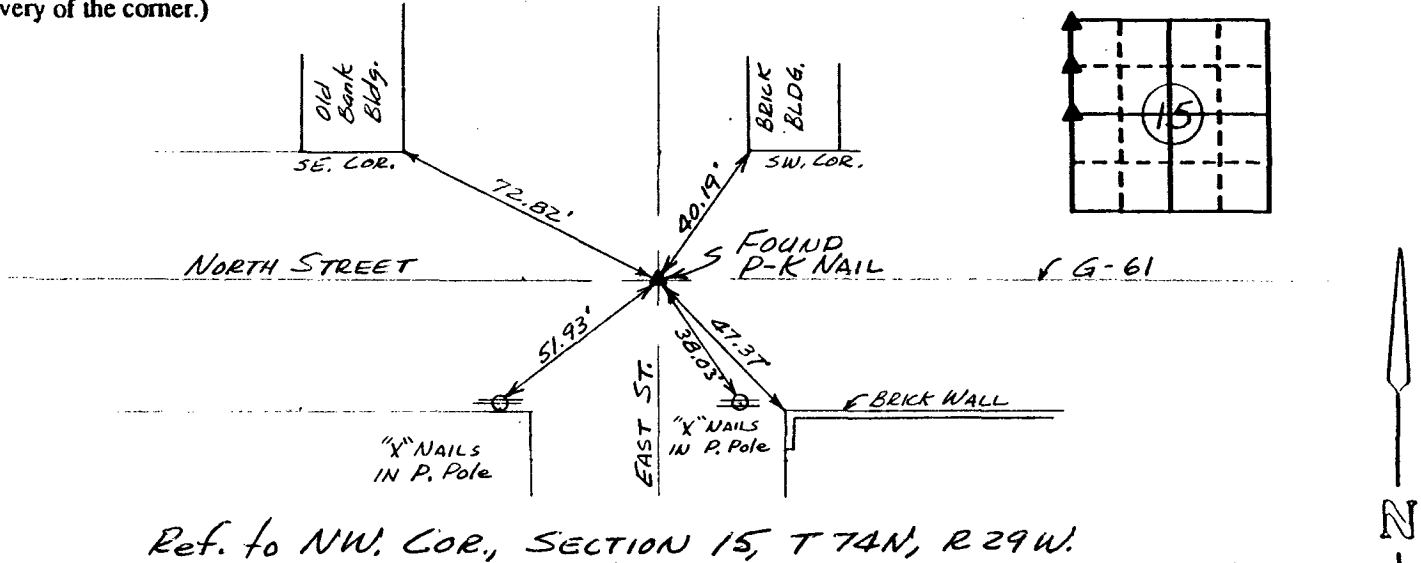 very of the corner.)
Old
Bank
Bldg.
BRICK
BLDG.
15
SE. COR.
SW. COR.
72.82'
40.19'
NORTH STREET
FOUND
P-K NAIL
G-61
51.93'
38.03'
47.37'
EAST ST.
BRICK WALL
"X" NAILS
IN P. Pole
"X" NAILS
IN P. Pole
N
Ref. to NW. COR., SECTION 15, T 74N, R 29W.